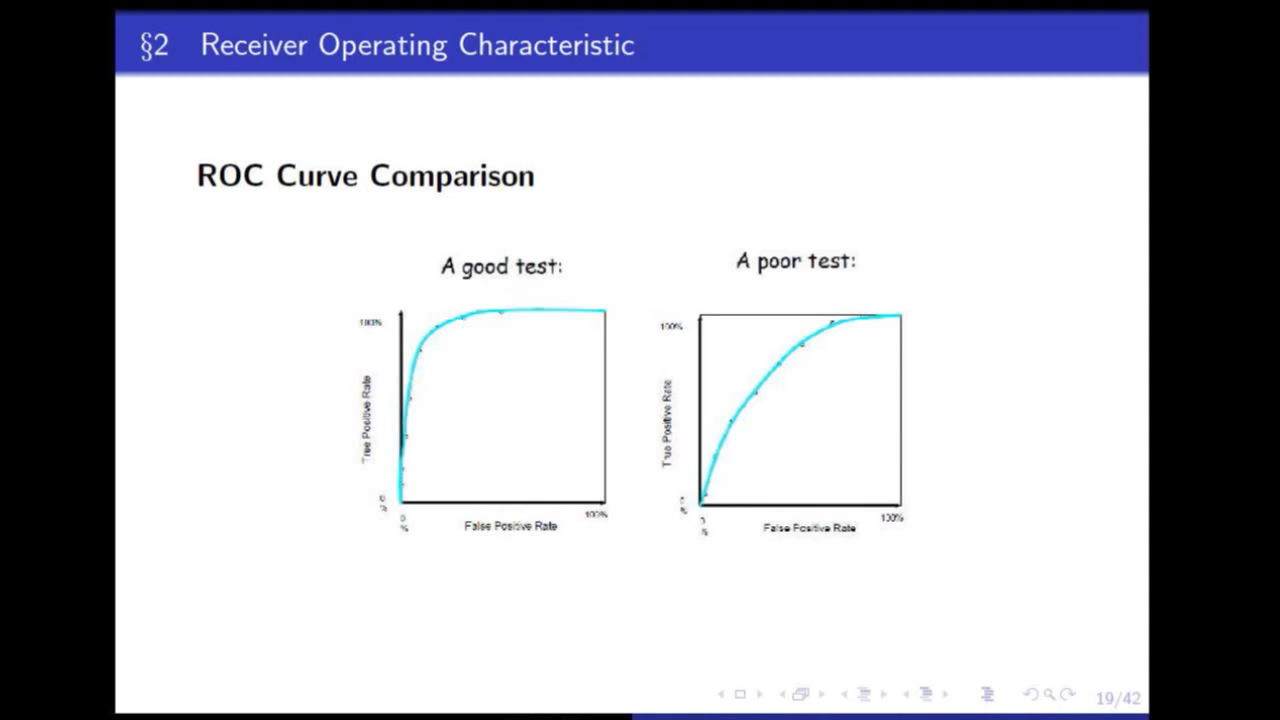 §2 Receiver Operating Characteristic
ROC Curve Comparison
A good test:
A poor test:
100%
True Positive Rate
0
%
0
%
False Positive Rate
100%
100%
True Positive Rate
0
%
0
%
False Positive Rate
100%
19/42